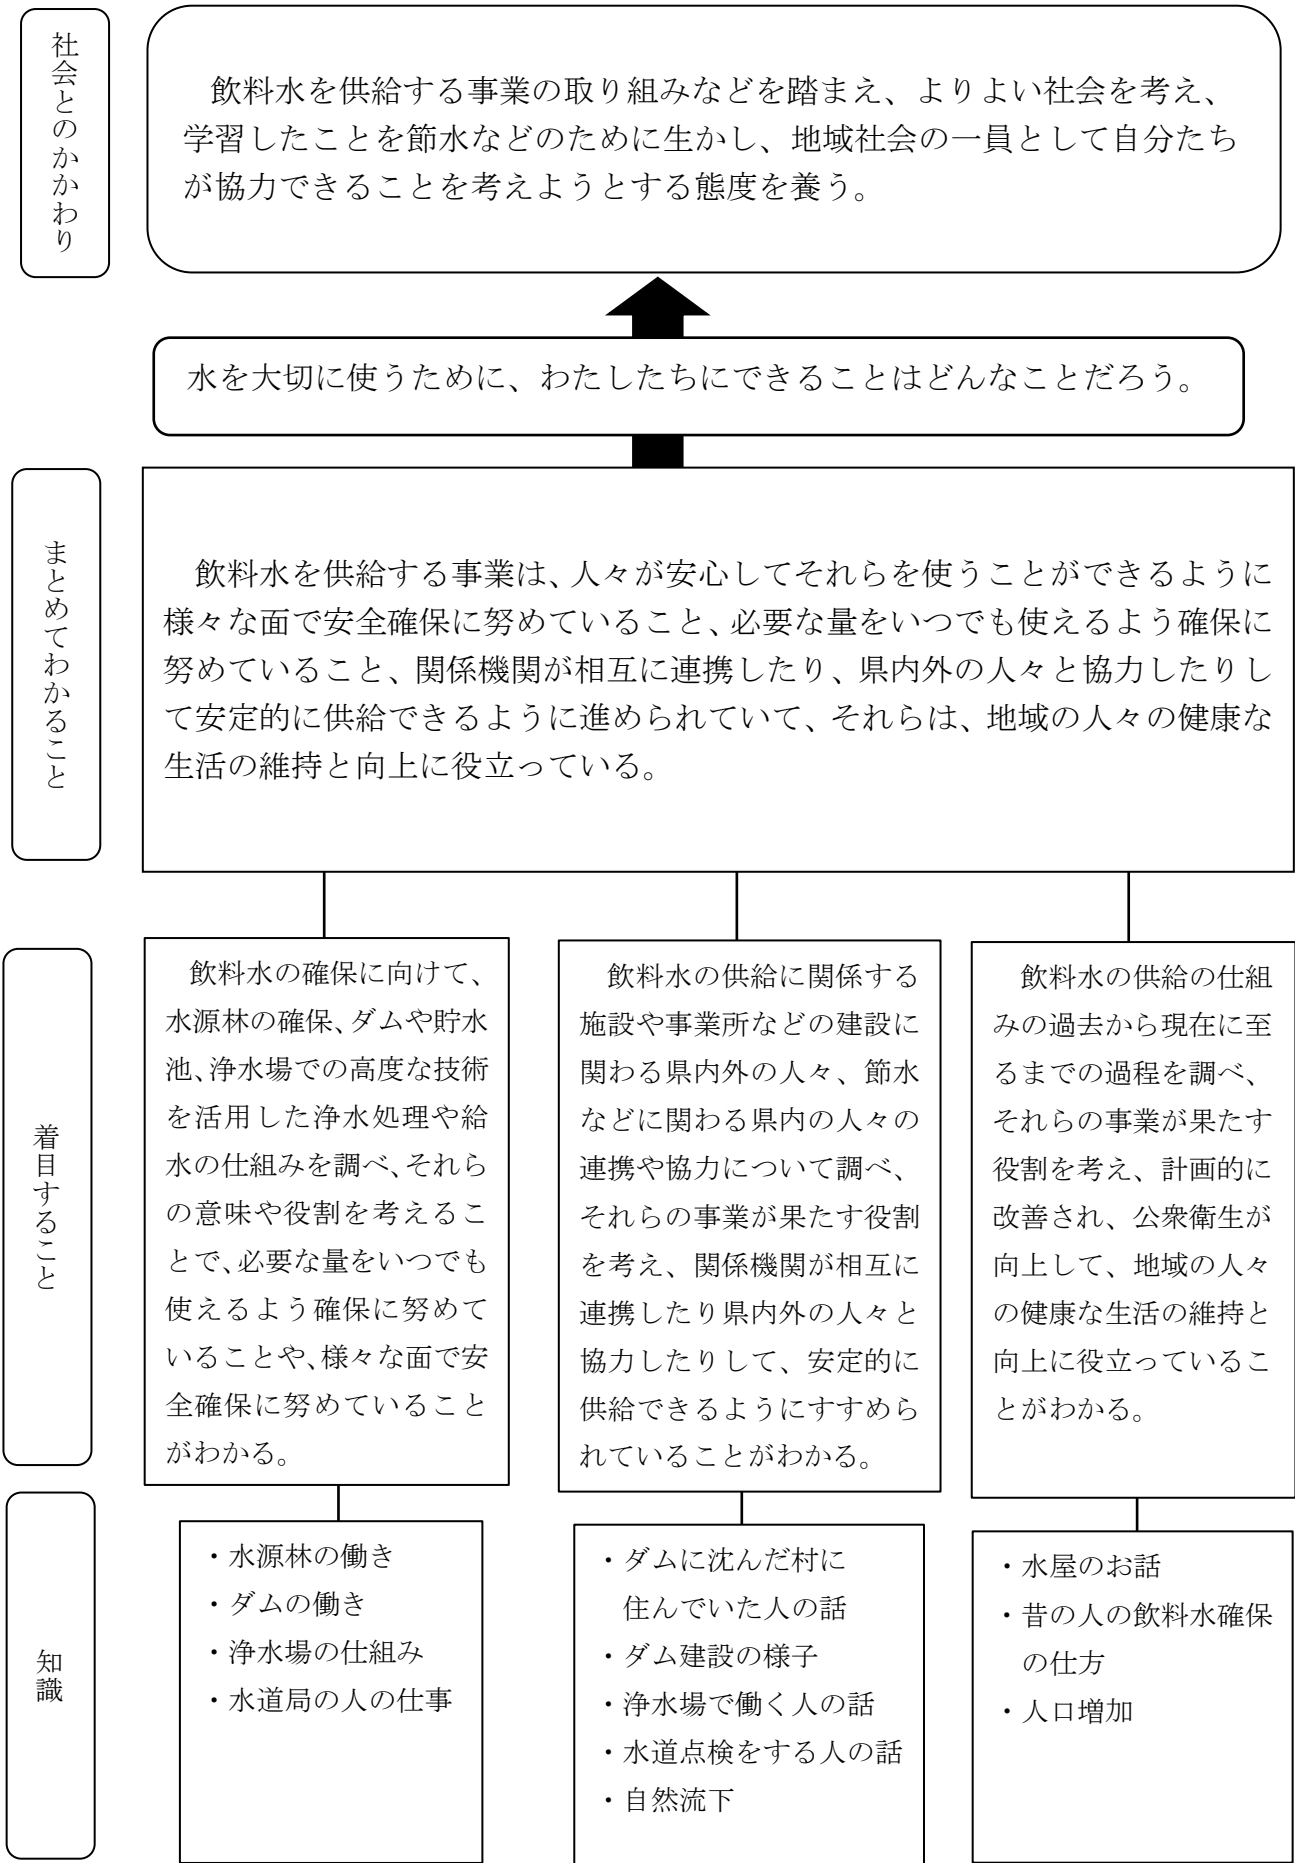 社会とのかかわり
飲料水を供給する事業の取り組みなどを踏まえ、よりよい社会を考え、
学習したことを節水などのために生かし、地域社会の一員として自分たち
が協力できることを考えようとする態度を養う。
水を大切に使うために、わたしたちにできることはどんなことだろう。
まとめてわかること
飲料水を供給する事業は、人々が安心してそれらを使うことができるように
様々な面で安全確保に努めていること、必要な量をいつでも使えるよう確保に
努めていること、関係機関が相互に連携したり、県内外の人々と協力したりし
て安定的に供給できるように進められていて、それらは、地域の人々の健康な
生活の維持と向上に役立っている。
着目すること
飲料水の確保に向けて、
水源林の確保、ダムや貯水
池、浄水場での高度な技術
を活用した浄水処理や給
水の仕組みを調べ、それら
の意味や役割を考えるこ
とで、必要な量をいつでも
使えるよう確保に努めて
いることや、様々な面で安
全確保に努めていること
がわかる。
飲料水の供給に関係する
施設や事業所などの建設に
関わる県内外の人々、節水
などに関わる県内の人々の
連携や協力について調べ、
それらの事業が果たす役割
を考え、関係機関が相互に
連携したり県内外の人々と
協力したりして、安定的に
供給できるようにすすめら
れていることがわかる。
飲料水の供給の仕組
みの過去から現在に至
るまでの過程を調べ、
それらの事業が果たす
役割を考え、計画的に
改善され、公衆衛生が
向上して、地域の人々
の健康な生活の維持と
向上に役立っているこ
とがわかる。
知識
・水源林の働き
・ダムの働き
・浄水場の仕組み
・水道局の人の仕事
・ダムに沈んだ村に
住んでいた人の話
・ダム建設の様子
・浄水場で働く人の話
・水道点検をする人の話
・自然流下
・水屋のお話
・昔の人の飲料水確保
の仕方
・人口増加